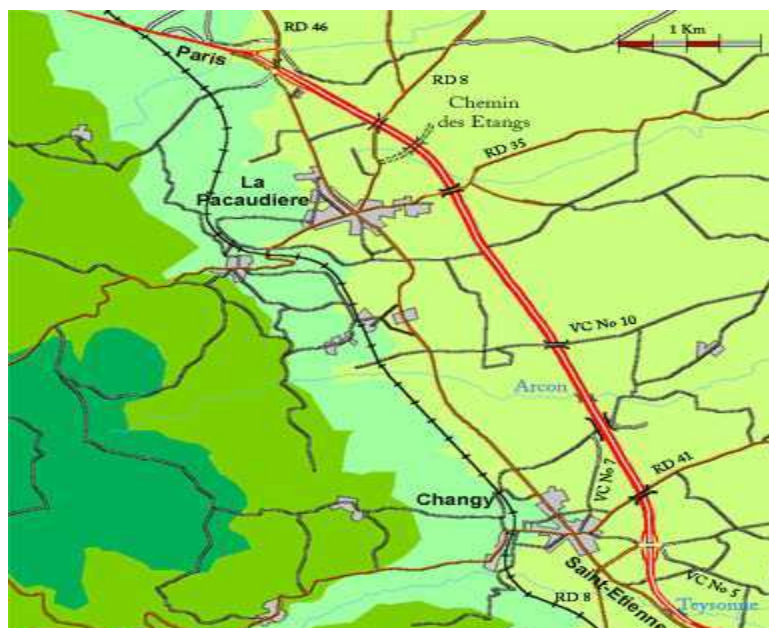 RD 46
1 Km
Paris
RD 8
Chemin
des Etangs
RD 35
La
Pacaudiere
VC No 10
Arcon
VC No 7
RD 41
Changy
Saint-Etienne
VC No 5
RD 8
Teysonne